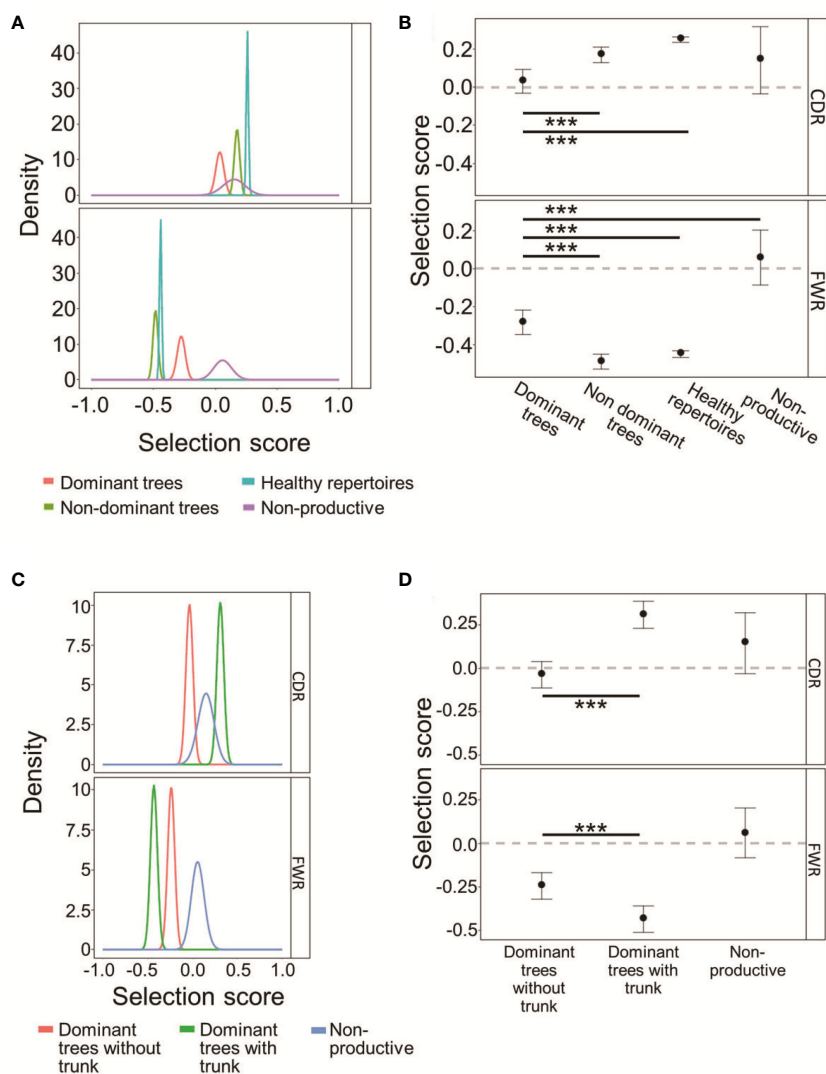 A
Density
40
30
20
10
0
40
30
20
10
0
-1.0 -0.5 0.0 0.5 1.0
Selection score
Dominant trees
Healthy repertoires
Non-dominant trees
Non-productive
B
Selection score
0.2
0.0
-0.2
-0.4
***
***
CDR
0.2
0.0
-0.2
-0.4
***
***
***
FWR
Dominant
trees
Non dominant
trees
Healthy
repertoires
Non-
productive
C
Density
10
7.5
5.0
2.5
0
CDR
10
7.5
5.0
2.5
0
FWR
-1.0 -0.5 0.0 0.5 1.0
Selection score
Dominant
trees without
trunk
Dominant
trees with
trunk
Non-
productive
D
Selection score
0.25
0.0
-0.25
-0.5
***
CDR
0.25
0.0
-0.25
-0.5
***
FWR
Dominant
trees
without
trunk
Dominant
trees with
trunk
Non-
productive